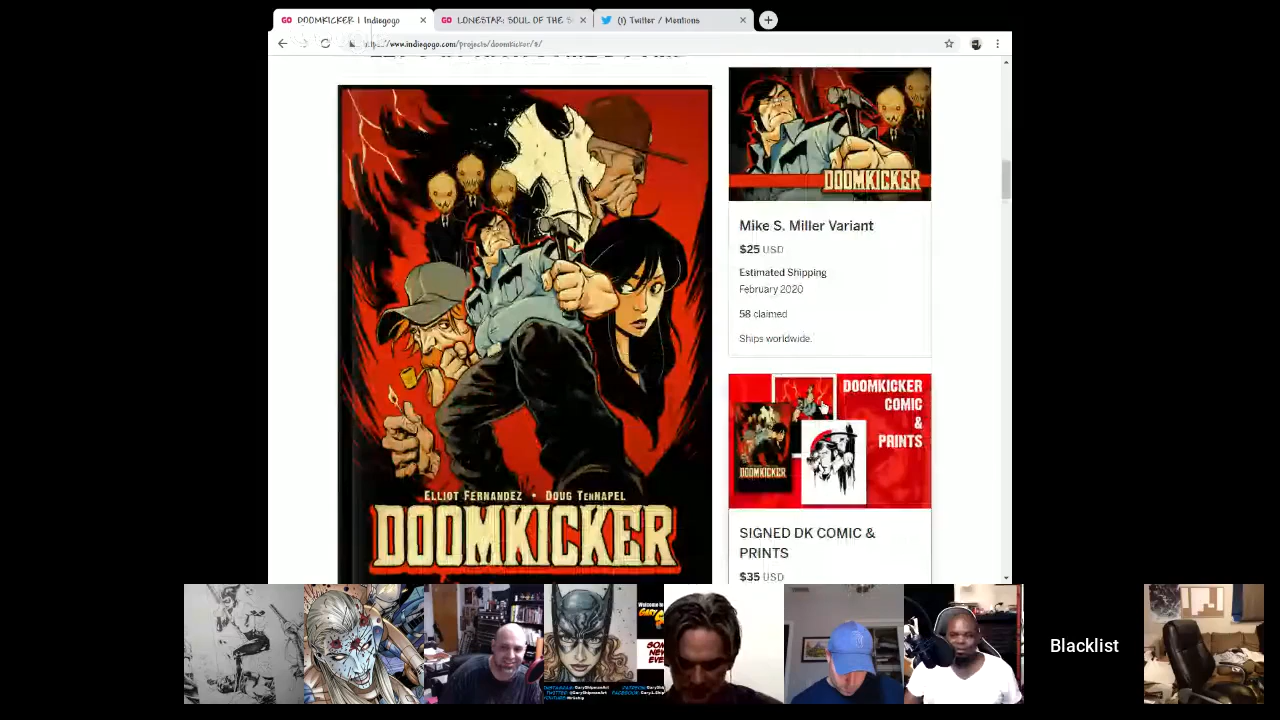 DOOMKICKER | Indiegogo
LONESTAR: SOUL OF THE S
(1) Twitter / Mentions
www.indiegogo.com/projects/doomkicker/#/
DOOMKICKER
Mike S. Miller Variant
$25 USD
Estimated Shipping
February 2020
58 claimed
Ships worldwide.
DOOMKICKER
COMIC
&
PRINTS
DOOMKICKER
SIGNED DK COMIC &
PRINTS
$35 USD
ELLIOT FERNANDEZ • DOUG TENNAPEL
DOOMKICKER
Welcome to
Blacklist